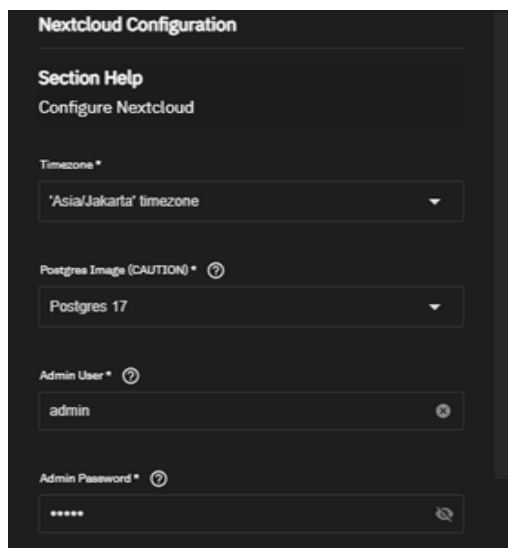 Nextcloud Configuration
Section Help
Configure Nextcloud
Timezone *
'Asia/Jakarta' timezone
Postgres Image (CAUTION) *
Postgres 17
Admin User *
admin
Admin Password *
•••••